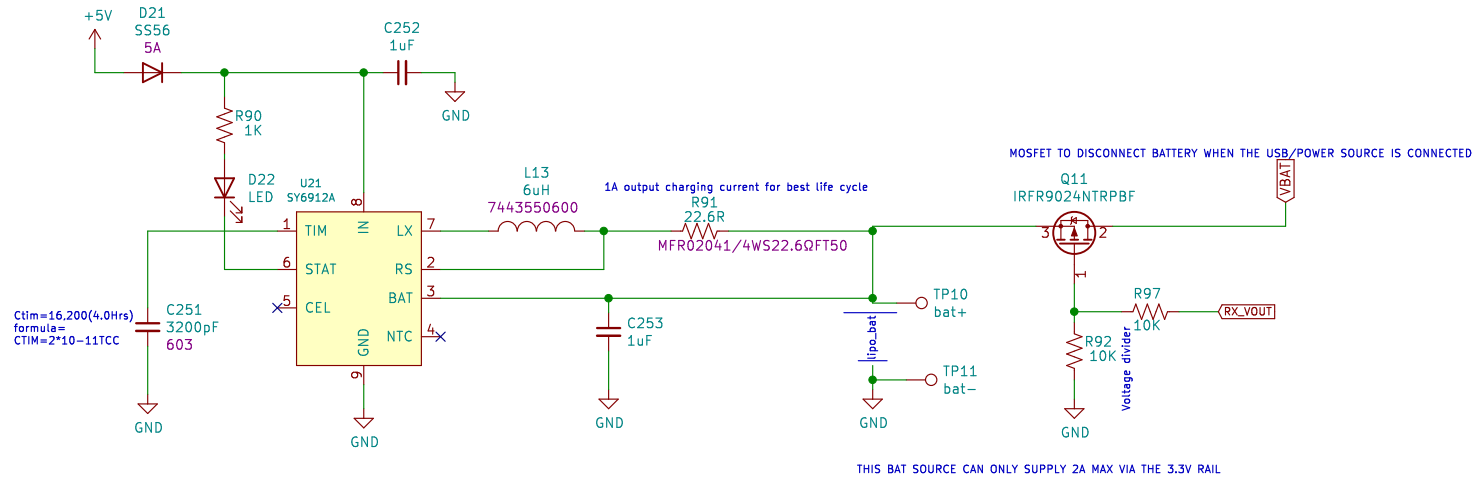 +5V
D21
SS56
5A
C252
1uF
GND
R90
1K
D22
LED
U21
SY6912A
8
IN
1
TIM
6
STAT
5
CEL
GND
9
LX
7
RS
2
BAT
3
NTC
4
GND
L13
6uH
7443550600
1A output charging current for best life cycle
R91
22.6R
MFR02041/4WS22.6ΩFT50
Ctim=16,200(4.0Hrs)
formula=
CTIM=2*10-11TCC
C251
3200pF
603
GND
C253
1uF
GND
TP10
bat+
lipo_bat
TP11
bat-
GND
MOSFET TO DISCONNECT BATTERY WHEN THE USB/POWER SOURCE IS CONNECTED
Q11
IRFR9024NTRPBF
VBAT
3
2
1
R97
10K
RX_VOUT
R92
10K
Voltage divider
GND
THIS BAT SOURCE CAN ONLY SUPPLY 2A MAX VIA THE 3.3V RAIL